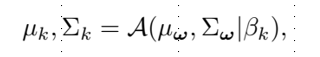 μ_k, Σ_k = 𝒜(μ_ω, Σ_ω|β_k),